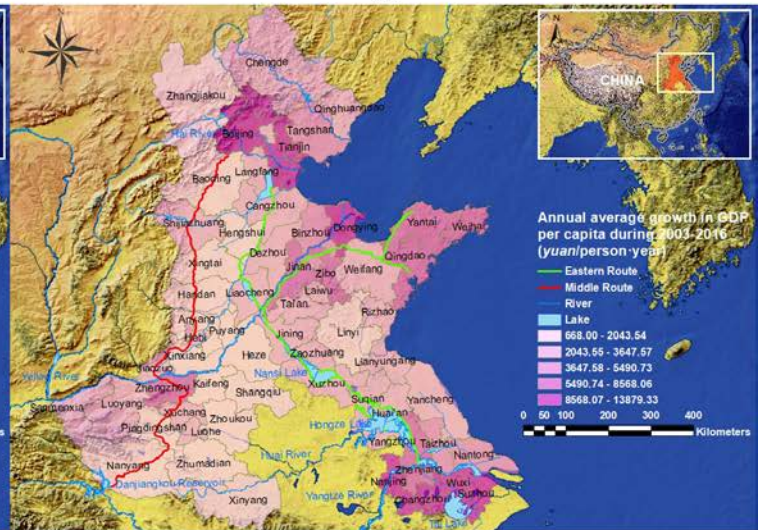 Chengde
Zhangjiakou
Qinhuangdao
Hai River
Beijing
Tangshan
Tianjin
Langfang
Baoding
Cangzhou
Shijiazhuang
Hengshui
Binzhou
Dongying
Yantai
Weihai
Dezhou
Xingtai
Jinan
Zibo
Weifang
Qingdao
Handan
Liaocheng
Laiwu
Tai'an
Rizhao
Anyang
Hebi
Puyang
Jining
Linyi
Xinxiang
Jiaozuo
Heze
Zaozhuang
Lianyungang
Yellow River
Zhengzhou
Kaifeng
Nansi Lake
Sanmenxia
Luoyang
Shangqiu
Xuzhou
Xuchang
Suqian
Yancheng
Pingdingshan
Luohe
Zhoukou
Huai'an
Hongze Lake
Yangzhou
Taizhou
Nanyang
Zhumadian
Huai River
Nantong
Zhenjiang
Danjiangkou Reservoir
Nanjing
Wuxi
Xinyang
Yangtze River
Changzhou
Suzhou
Tai Lake
N
CHINA
Annual average growth in GDP
per capita during 2003-2016
(yuan/person·year)
Eastern Route
Middle Route
River
Lake
668.00 - 2043.54
2043.55 - 3647.57
3647.58 - 5490.73
5490.74 - 8568.06
8568.07 - 13879.33
0 50 100 200 300 400
Kilometers